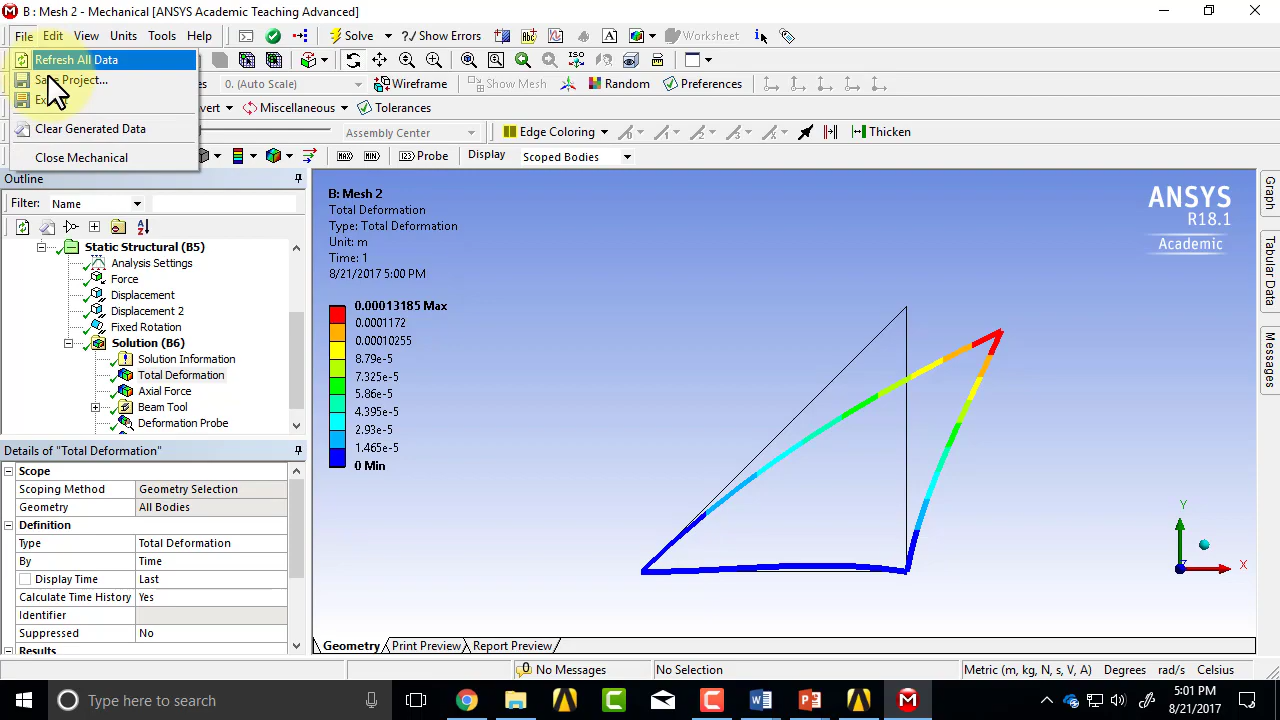 B : Mesh 2 - Mechanical [ANSYS Academic Teaching Advanced]
File Edit View Units Tools Help Solve Show Errors Worksheet
Refresh All Data
Save Project...
Wireframe Show Mesh Random Preferences
0. (Auto Scale)
Miscellaneous Tolerances
Clear Generated Data
Assembly Center Edge Coloring Thicken
Close Mechanical
Probe Display Scoped Bodies
Outline
Filter: Name
Static Structural (B5)
Analysis Settings
Force
Displacement
Displacement 2
Fixed Rotation
Solution (B6)
Solution Information
Total Deformation
Axial Force
Beam Tool
Deformation Probe
Details of "Total Deformation"
Scope
Scoping Method Geometry Selection
Geometry All Bodies
Definition
Type Total Deformation
By Time
Display Time Last
Calculate Time History Yes
Identifier
Suppressed No
Results
B: Mesh 2
Total Deformation
Type: Total Deformation
Unit: m
Time: 1
8/21/2017 5:00 PM
0.00013185 Max
0.0001172
0.00010255
8.79e-5
7.325e-5
5.86e-5
4.395e-5
2.93e-5
1.465e-5
0 Min
ANSYS
R18.1
Academic
Y
X
Graph
Tabular Data
Messages
Geometry Print Preview Report Preview
No Messages No Selection Metric (m, kg, N, s, V, A) Degrees rad/s Celsius
Type here to search
5:01 PM
8/21/2017